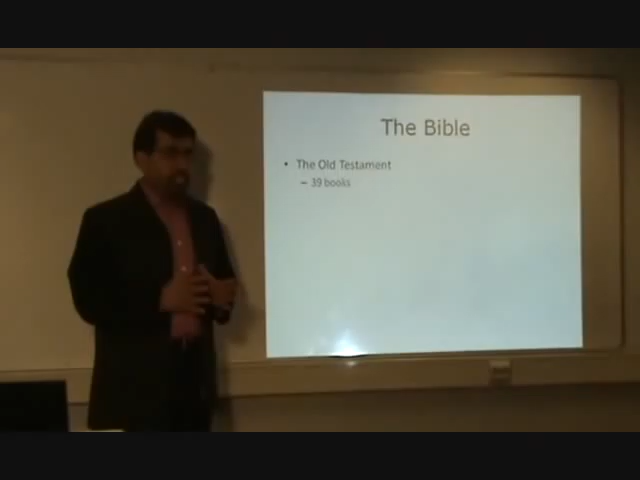 The Bible
• The Old Testament
– 39 books